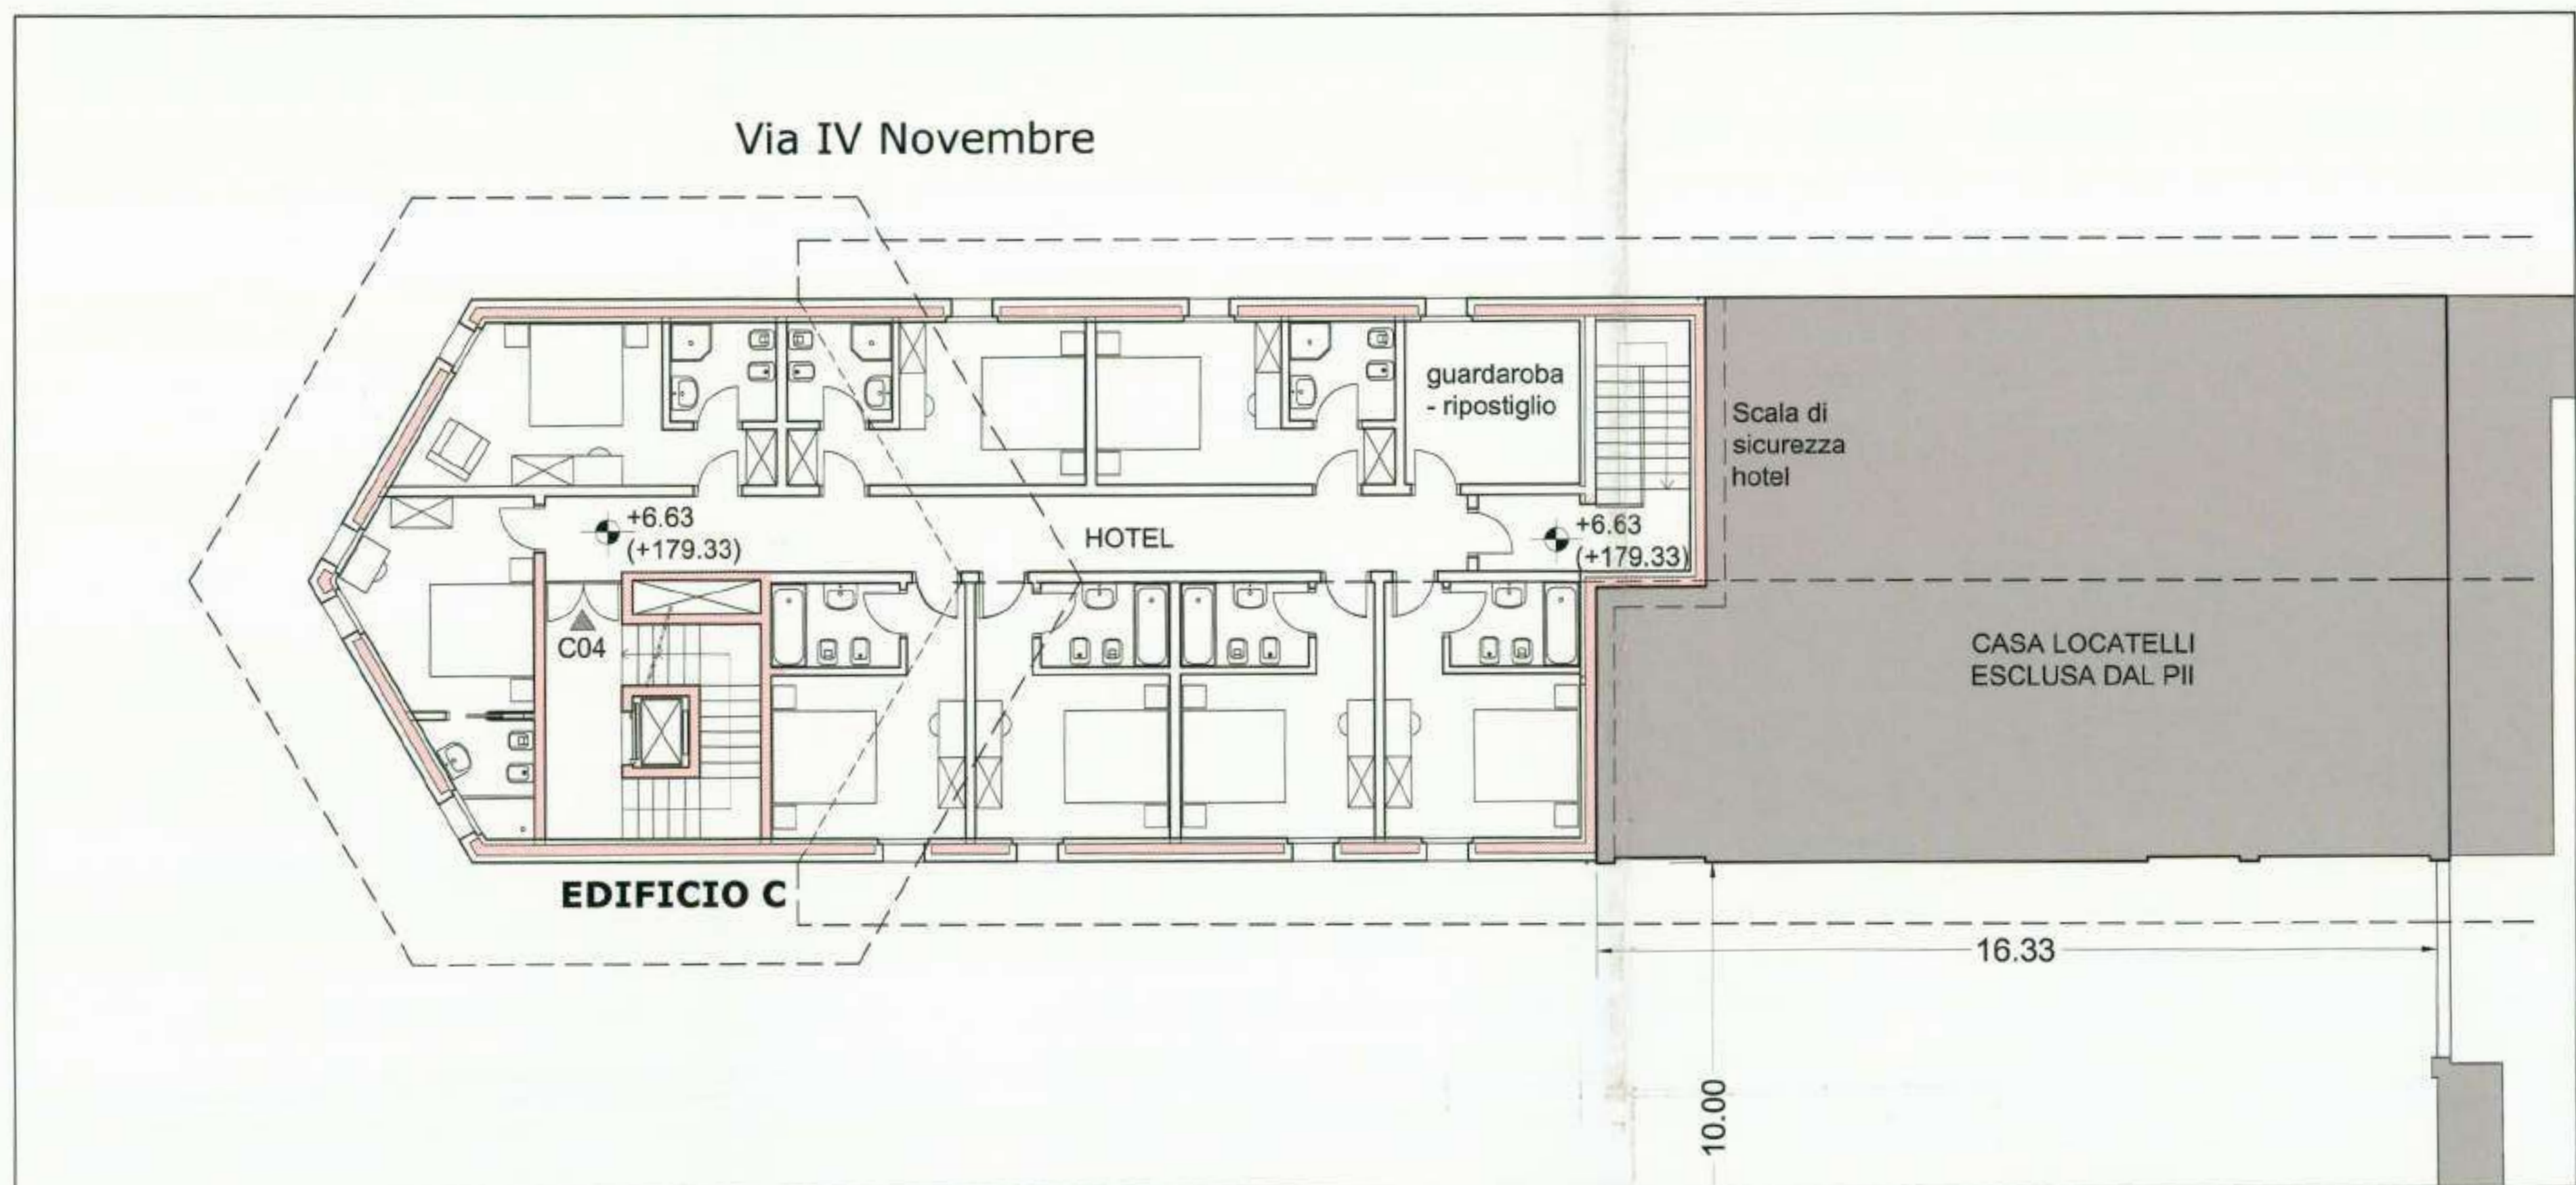 Via IV Novembre
guardaroba
- ripostiglio
Scala di
sicurezza
hotel
+6.63
(+179.33)
HOTEL
+6.63
(+179.33)
C04
CASA LOCATELLI
ESCLUSA DAL PII
EDIFICIO C
16.33
10.00